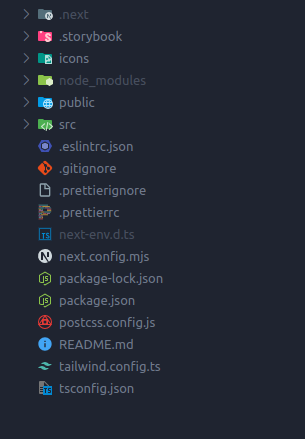 .next
.storybook
icons
node_modules
public
src
.eslintrc.json
.gitignore
.prettierignore
.prettierrc
next-env.d.ts
next.config.mjs
package-lock.json
package.json
postcss.config.js
README.md
tailwind.config.ts
tsconfig.json